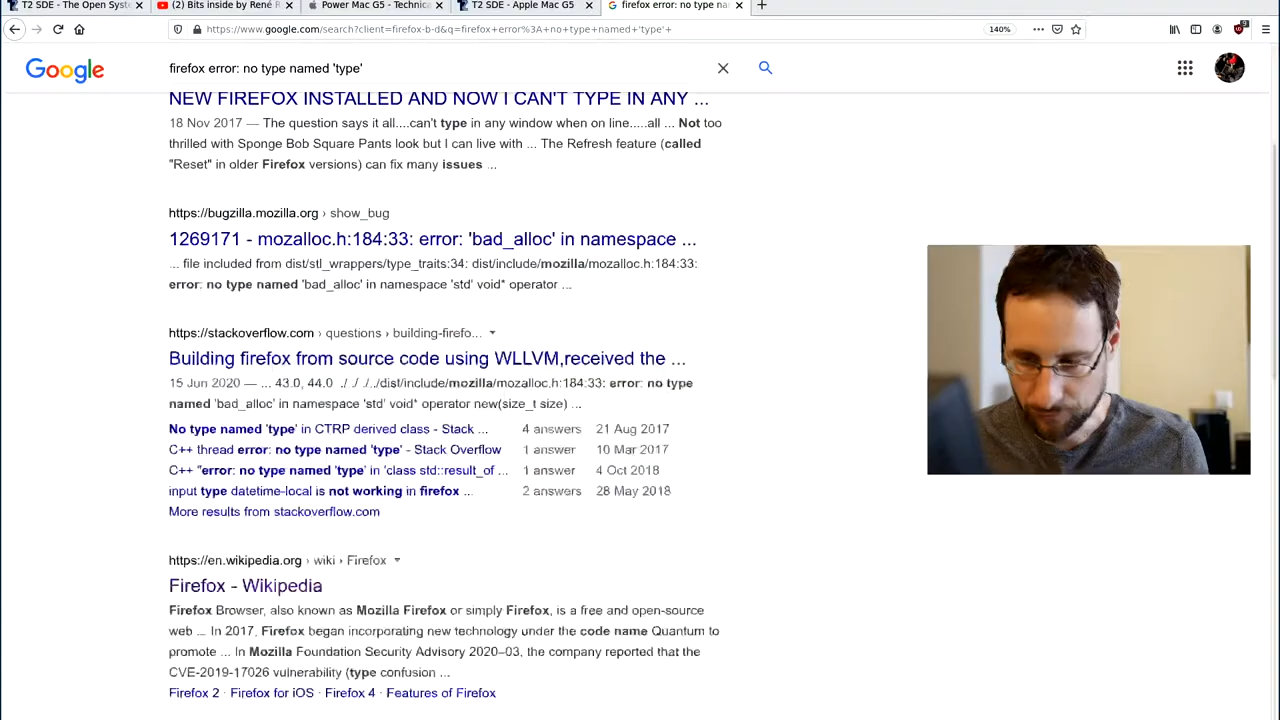 T2 SDE - The Open Syst
(2) Bits inside by René R
Power Mac G5 - Technica
T2 SDE - Apple Mac G5
firefox error: no type nam
https://www.google.com/search?client=firefox-b-d&q=firefox+error%3A+no+type+named+'type'+
140%
Google
firefox error: no type named 'type'
NEW FIREFOX INSTALLED AND NOW I CAN'T TYPE IN ANY ...
18 Nov 2017 — The question says it all....can't type in any window when on line.....all ... Not too
thrilled with Sponge Bob Square Pants look but I can live with ... The Refresh feature (called
"Reset" in older Firefox versions) can fix many issues ...
https://bugzilla.mozilla.org › show_bug
1269171 - mozalloc.h:184:33: error: 'bad_alloc' in namespace ...
... file included from dist/stl_wrappers/type_traits:34: dist/include/mozilla/mozalloc.h:184:33:
error: no type named 'bad_alloc' in namespace 'std' void* operator ...
https://stackoverflow.com › questions › building-firefo...
Building firefox from source code using WLLVM,received the ...
15 Jun 2020 — ... 43.0, 44.0 ./ ./ ./../dist/include/mozilla/mozalloc.h:184:33: error: no type
named 'bad_alloc' in namespace 'std' void* operator new(size_t size) ...
No type named 'type' in CTRP derived class - Stack ... 4 answers 21 Aug 2017
C++ thread error: no type named 'type' - Stack Overflow 1 answer 10 Mar 2017
C++ "error: no type named 'type' in 'class std::result_of ... 1 answer 4 Oct 2018
input type datetime-local is not working in firefox ... 2 answers 28 May 2018
More results from stackoverflow.com
https://en.wikipedia.org › wiki › Firefox
Firefox - Wikipedia
Firefox Browser, also known as Mozilla Firefox or simply Firefox, is a free and open-source
web ... In 2017, Firefox began incorporating new technology under the code name Quantum to
promote ... In Mozilla Foundation Security Advisory 2020–03, the company reported that the
CVE-2019-17026 vulnerability (type confusion ...
Firefox 2 · Firefox for iOS · Firefox 4 · Features of Firefox